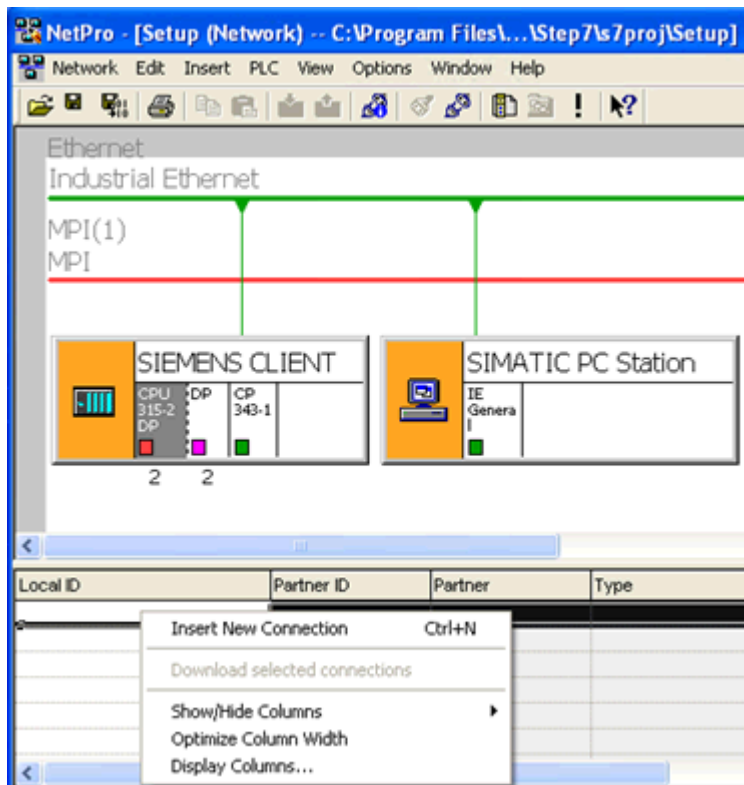 NetPro - [Setup (Network) -- C:\Program Files\...\Step7\s7proj\Setup]
Network Edit Insert PLC View Options Window Help
Ethernet
Industrial Ethernet
MPI(1)
MPI
SIEMENS CLIENT
CPU
315-2
DP
DP
CP
343-1
2
2
SIMATIC PC Station
IE
Genera
l
Local ID Partner ID Partner Type
Insert New Connection Ctrl+N
Download selected connections
Show/Hide Columns
Optimize Column Width
Display Columns...